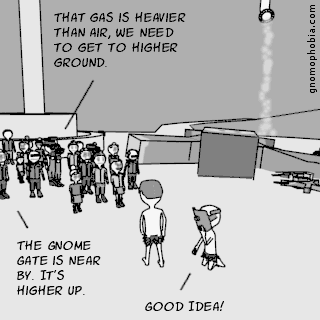 THAT GAS IS HEAVIER
THAN AIR, WE NEED
TO GET TO HIGHER
GROUND.
THE GNOME
GATE IS NEAR
BY. IT'S
HIGHER UP.
GOOD IDEA!
gnomophobia.com